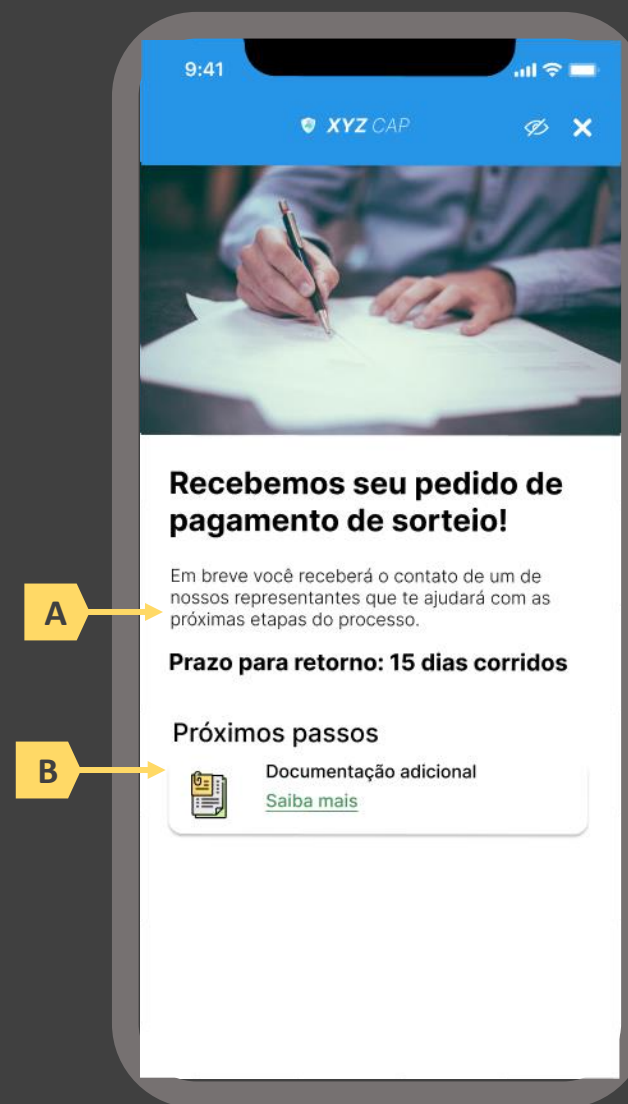 9:41
XYZ CAP
Recebemos seu pedido de
pagamento de sorteio!
Em breve você receberá o contato de um de
A
nossos representantes que te ajudará com as
próximas etapas do processo.
Prazo para retorno: 15 dias corridos
Próximos passos
B
Documentação adicional
Saiba mais